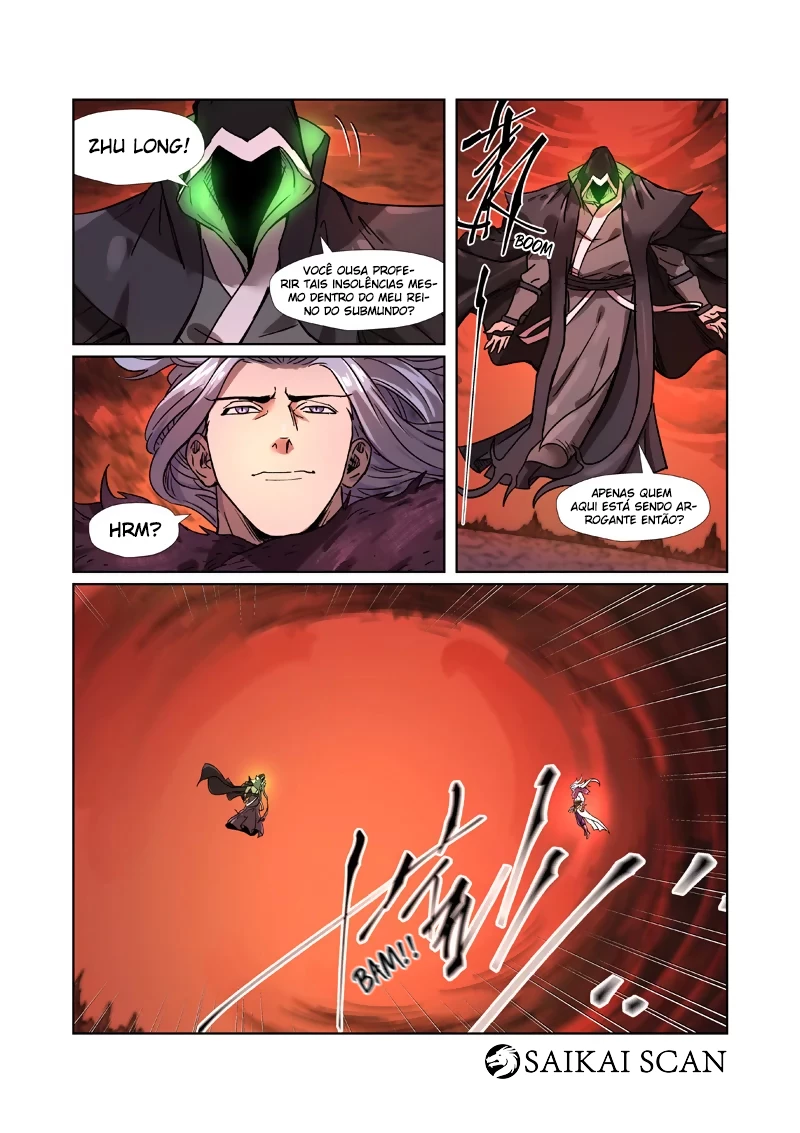 ZHU LONG!
VOCÊ OUSA PROFE-
RIR TAIS INSOLÊNCIAS MES-
MO DENTRO DO MEU REI-
NO DO SUBMUNDO?
BOOM
APENAS QUEM
AQUI ESTÁ SENDO AR-
ROGANTE ENTÃO?
HRM?
BAM!!
SAIKAI SCAN